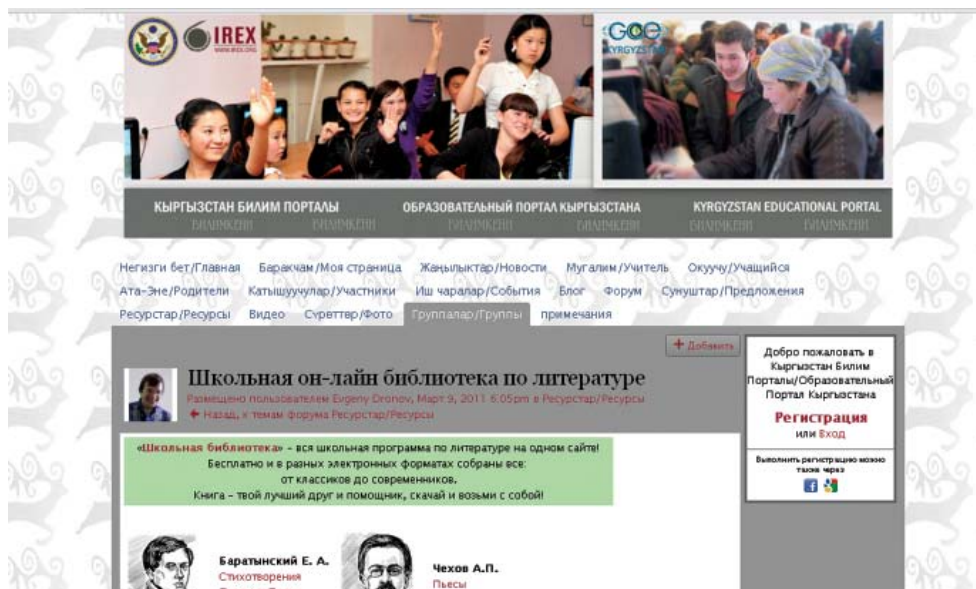 IREX
WWW.IREX.ORG
GCE
KYRGYZSTAN
КЫРГЫЗСТАН БИЛИМ ПОРТАЛЫ ОБРАЗОВАТЕЛЬНЫЙ ПОРТАЛ КЫРГЫЗСТАНА KYRGYZSTAN EDUCATIONAL PORTAL
Негизги бет/Главная Баракчам/Моя страница Жаңылыктар/Новости Мугалим/Учитель Окуучу/Учащийся
Ата-Эне/Родители Катышуучулар/Участники Иш чаралар/События Блог Форум Сунуштар/Предложения
Ресурстар/Ресурсы Видео Сүрөттөр/Фото Группалар/Группы примечания
+ Добавить
Школьная он-лайн библиотека по литературе
Размещено пользователем Evgeny Dronov, Март 9, 2011 6:05pm в Ресурстар/Ресурсы
Назад, к темам форума Ресурстар/Ресурсы
«Школьная библиотека» - вся школьная программа по литературе на одном сайте!
Бесплатно и в разных электронных форматах собраны все:
от классиков до современников.
Книга - твой лучший друг и помощник, скачай и возьми с собой!
Баратынский Е. А.
Стихотворения
Чехов А.П.
Пьесы
Добро пожаловать в
Кыргызстан Билим
Порталы/Образовательный
Портал Кыргызстана
Регистрация
или Вход
Выполнить регистрацию можно
также через